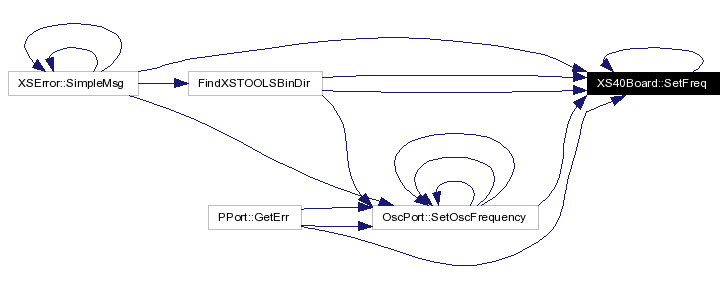 XSError::SimpleMsg
FindXSTOOLSBinDir
XS40Board::SetFreq
PPort::GetErr
OscPort::SetOscFrequency